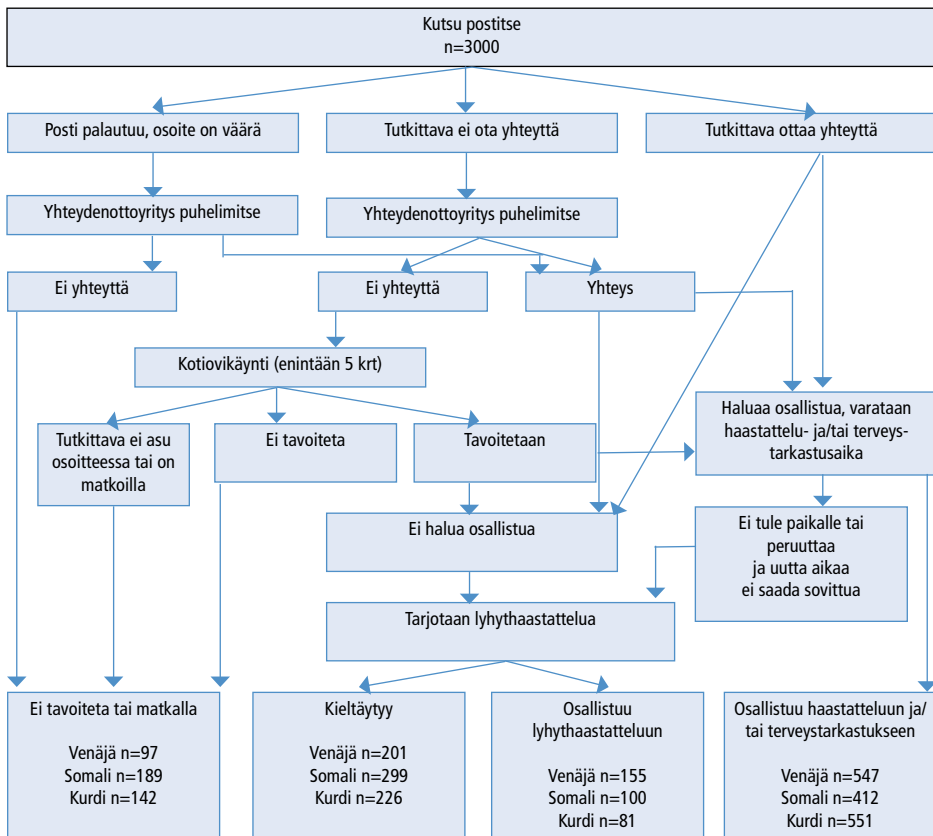 Kutsu postitse
n=3000
Posti palautuu, osoite on väärä
Tutkittava ei ota yhteyttä
Tutkittava ottaa yhteyttä
Yhteydenottoyritys puhelimitse
Yhteydenottoyritys puhelimitse
Ei yhteyttä
Ei yhteyttä
Yhteys
Kotiovikäynti (enintään 5 krt)
Tutkittava ei asu
osoitteessa tai on
matkoilla
Ei tavoiteta
Tavoitetaan
Haluaa osallistua, varataan
haastattelu- ja/tai terveys-
tarkastusaika
Ei halua osallistua
Ei tule paikalle tai
peruuttaa
ja uutta aikaa
ei saada sovittua
Tarjotaan lyhythaastattelua
Ei tavoiteta tai matkalla
Venäjä n=97
Somali n=189
Kurdi n=142
Kieltäytyy
Venäjä n=201
Somali n=299
Kurdi n=226
Osallistuu
lyhythaastatteluun
Venäjä n=155
Somali n=100
Kurdi n=81
Osallistuu haastatteluun ja/
tai terveystarkastukseen
Venäjä n=547
Somali n=412
Kurdi n=551